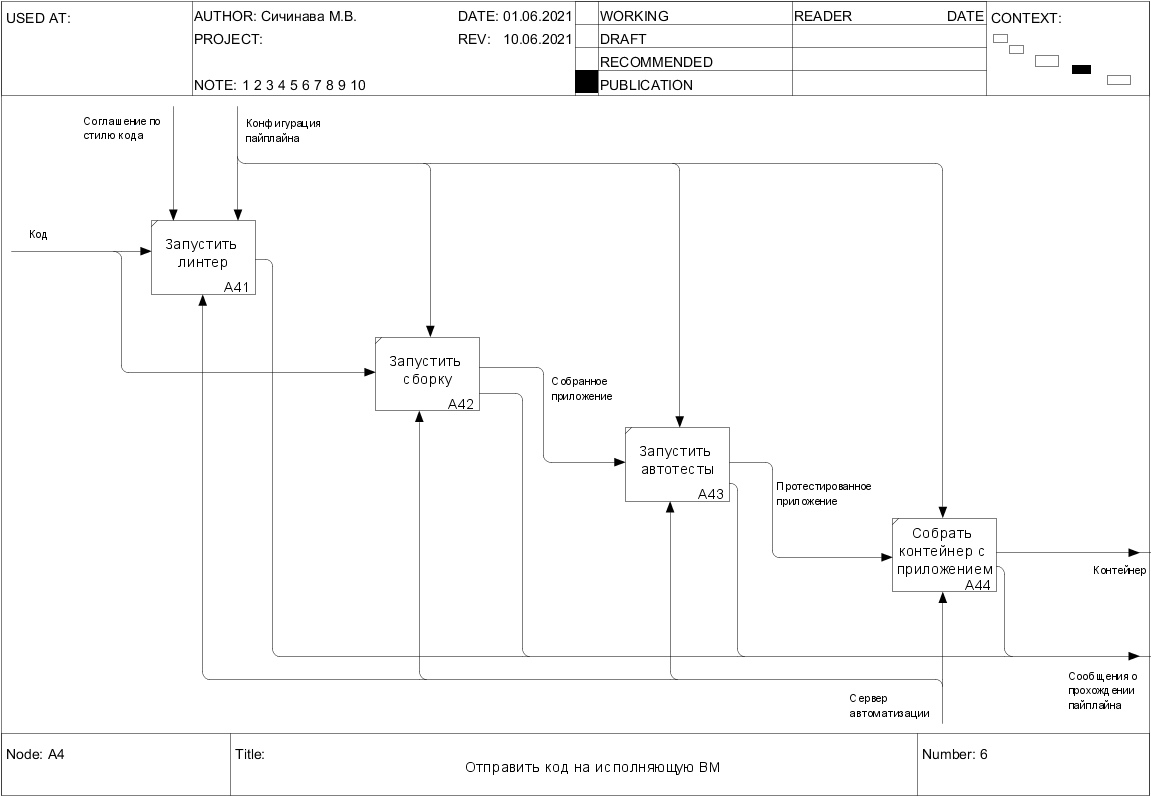 USED AT:
AUTHOR: Сичинава М.В.
DATE: 01.06.2021
PROJECT:
REV: 10.06.2021
NOTE: 1 2 3 4 5 6 7 8 9 10
WORKING
DRAFT
RECOMMENDED
PUBLICATION
READER
DATE
CONTEXT:
Соглашение по
стилю кода
Конфигурация
пайплайна
Код
Запустить
линтер
A41
Запустить
сборку
A42
Собранное
приложение
Запустить
автотесты
A43
Протестированное
приложение
Собрать
контейнер с
приложением
A44
Контейнер
Сообщения о
прохождении
пайплайна
Сервер
автоматизации
Node: A4
Title:
Отправить код на исполняющую ВМ
Number: 6